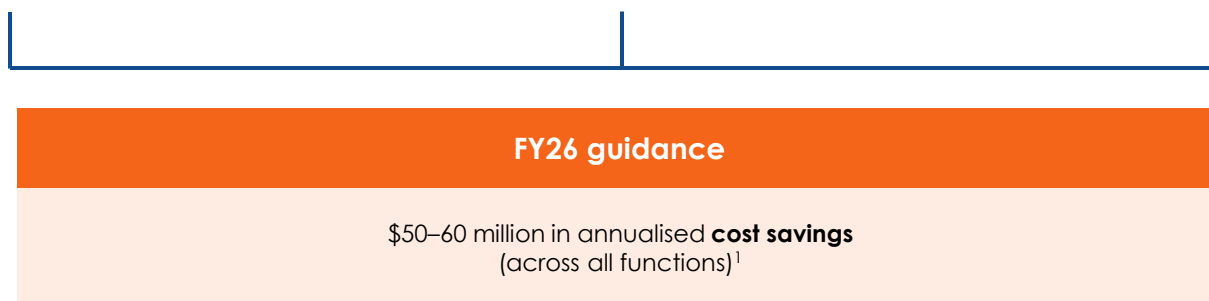 FY26 guidance
$50–60 million in annualised cost savings
(across all functions)¹